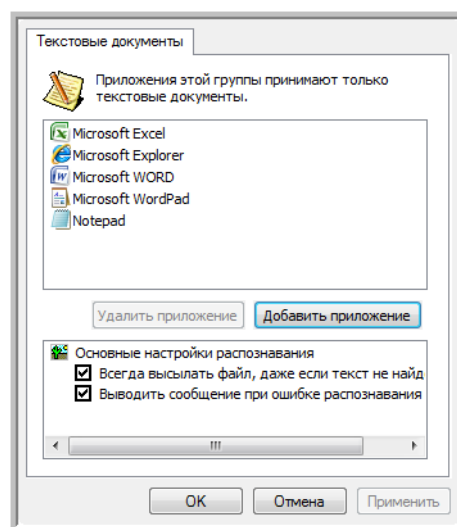 Текстовые документы
Приложения этой группы принимают только
текстовые документы.
Microsoft Excel
Microsoft Explorer
Microsoft WORD
Microsoft WordPad
Notepad
Удалить приложение Добавить приложение
Основные настройки распознавания
Всегда высылать файл, даже если текст не найд
Выводить сообщение при ошибке распознавания
OK Отмена Применить